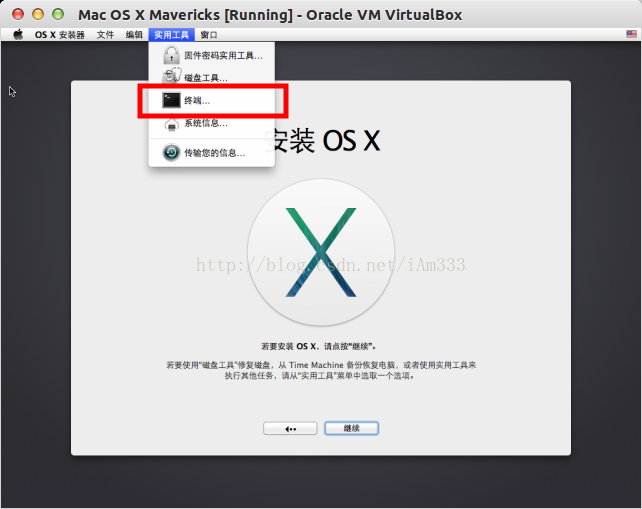 Mac OS X Mavericks [Running] - Oracle VM VirtualBox
OS X 安装器 文件 编辑 实用工具 窗口
固件密码实用工具...
磁盘工具...
终端...
系统信息...
传输您的信息...
安装 OS X
http://blog.csdn.net/iAm333
若要安装 OS X，请点按“继续”。
若要使用“磁盘工具”修复磁盘，从 Time Machine 备份恢复电脑，或者使用实用工具来
执行其他任务，请从“实用工具”菜单中选取一个选项。
继续